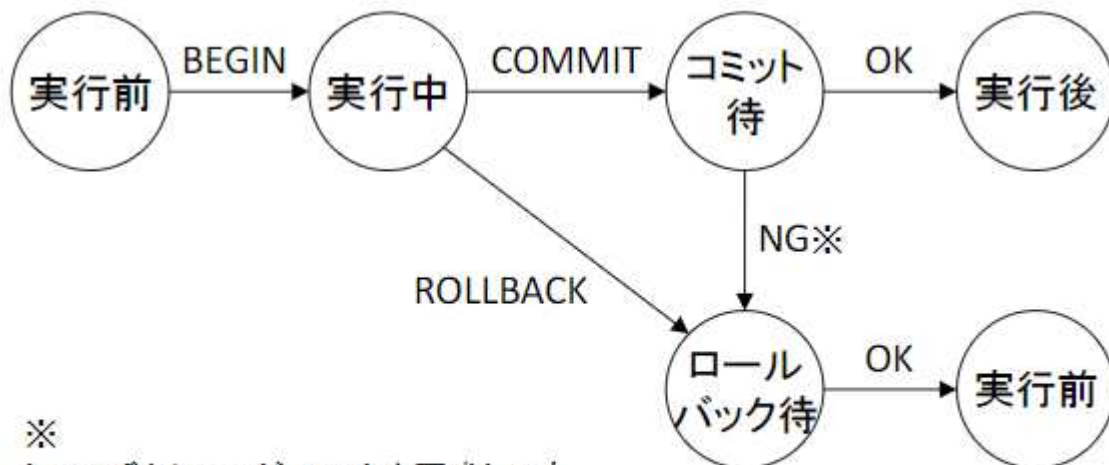 実行前
BEGIN
実行中
COMMIT
コミット
待
OK
実行後
NG※
ROLLBACK
ロール
バック待
OK
実行前
※